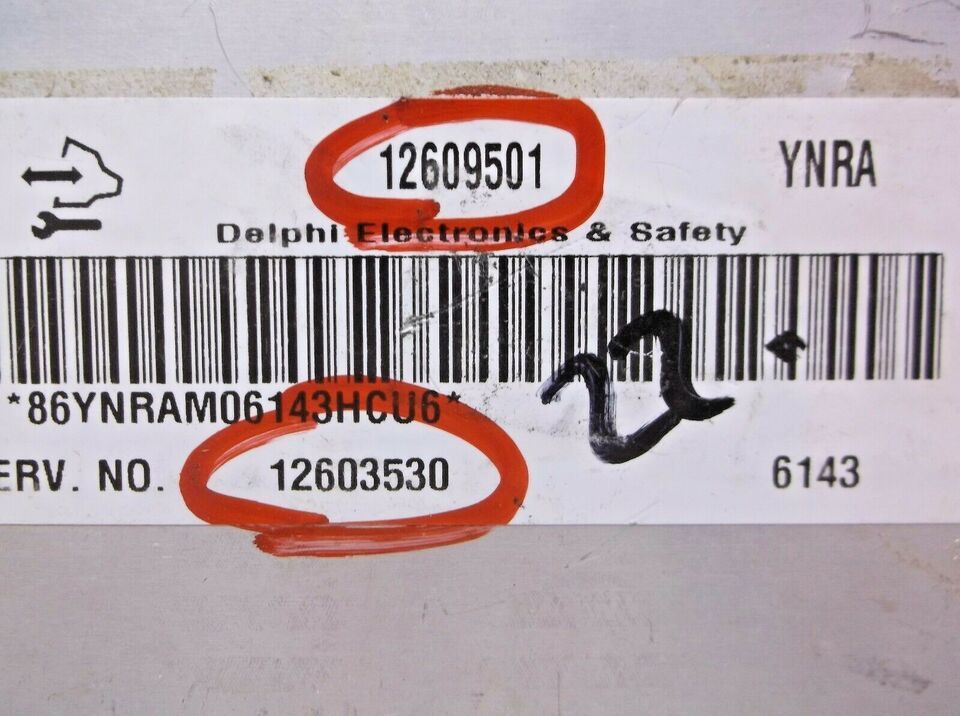 12609501 YNRA
Delphi Electronics & Safety
*86YNRAM06143HCU6*
ERV. NO. 12603530 6143